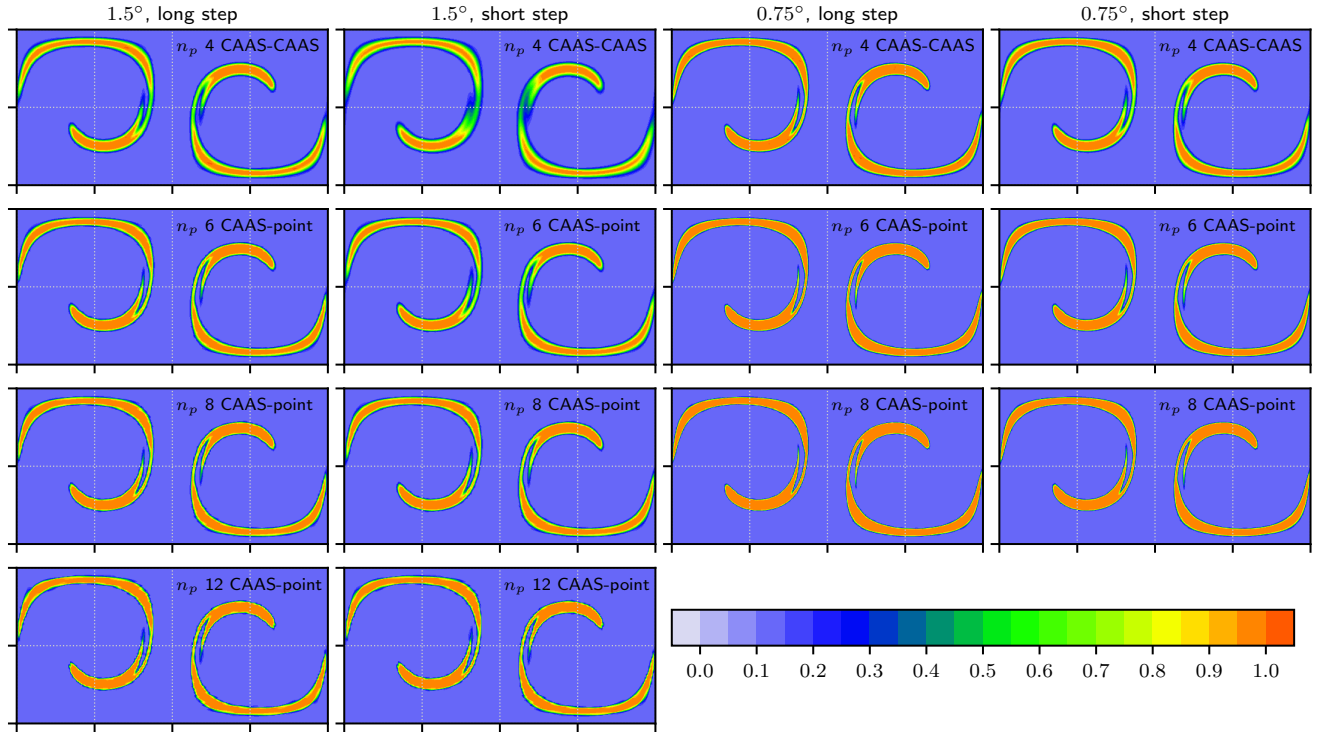 1.5°, long step
1.5°, short step
0.75°, long step
0.75°, short step
n_p 4 CAAS-CAAS
n_p 4 CAAS-CAAS
n_p 4 CAAS-CAAS
n_p 4 CAAS-CAAS
n_p 6 CAAS-point
n_p 6 CAAS-point
n_p 6 CAAS-point
n_p 6 CAAS-point
n_p 8 CAAS-point
n_p 8 CAAS-point
n_p 8 CAAS-point
n_p 8 CAAS-point
n_p 12 CAAS-point
n_p 12 CAAS-point
0.0 0.1 0.2 0.3 0.4 0.5 0.6 0.7 0.8 0.9 1.0